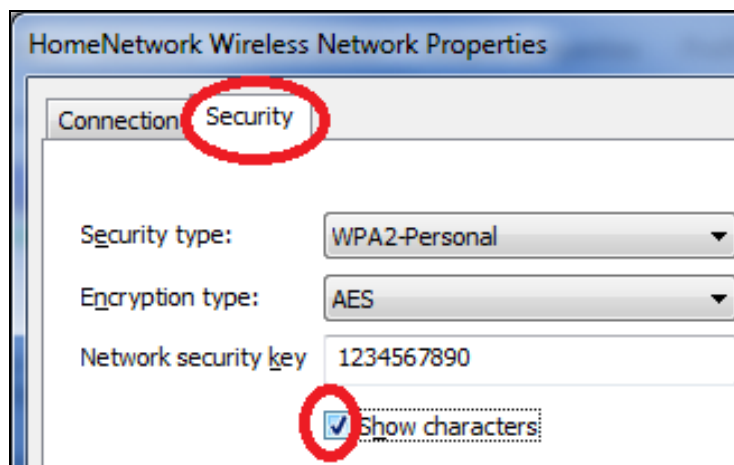 HomeNetwork Wireless Network Properties
Connection Security
Security type: WPA2-Personal
Encryption type: AES
Network security key 1234567890
Show characters